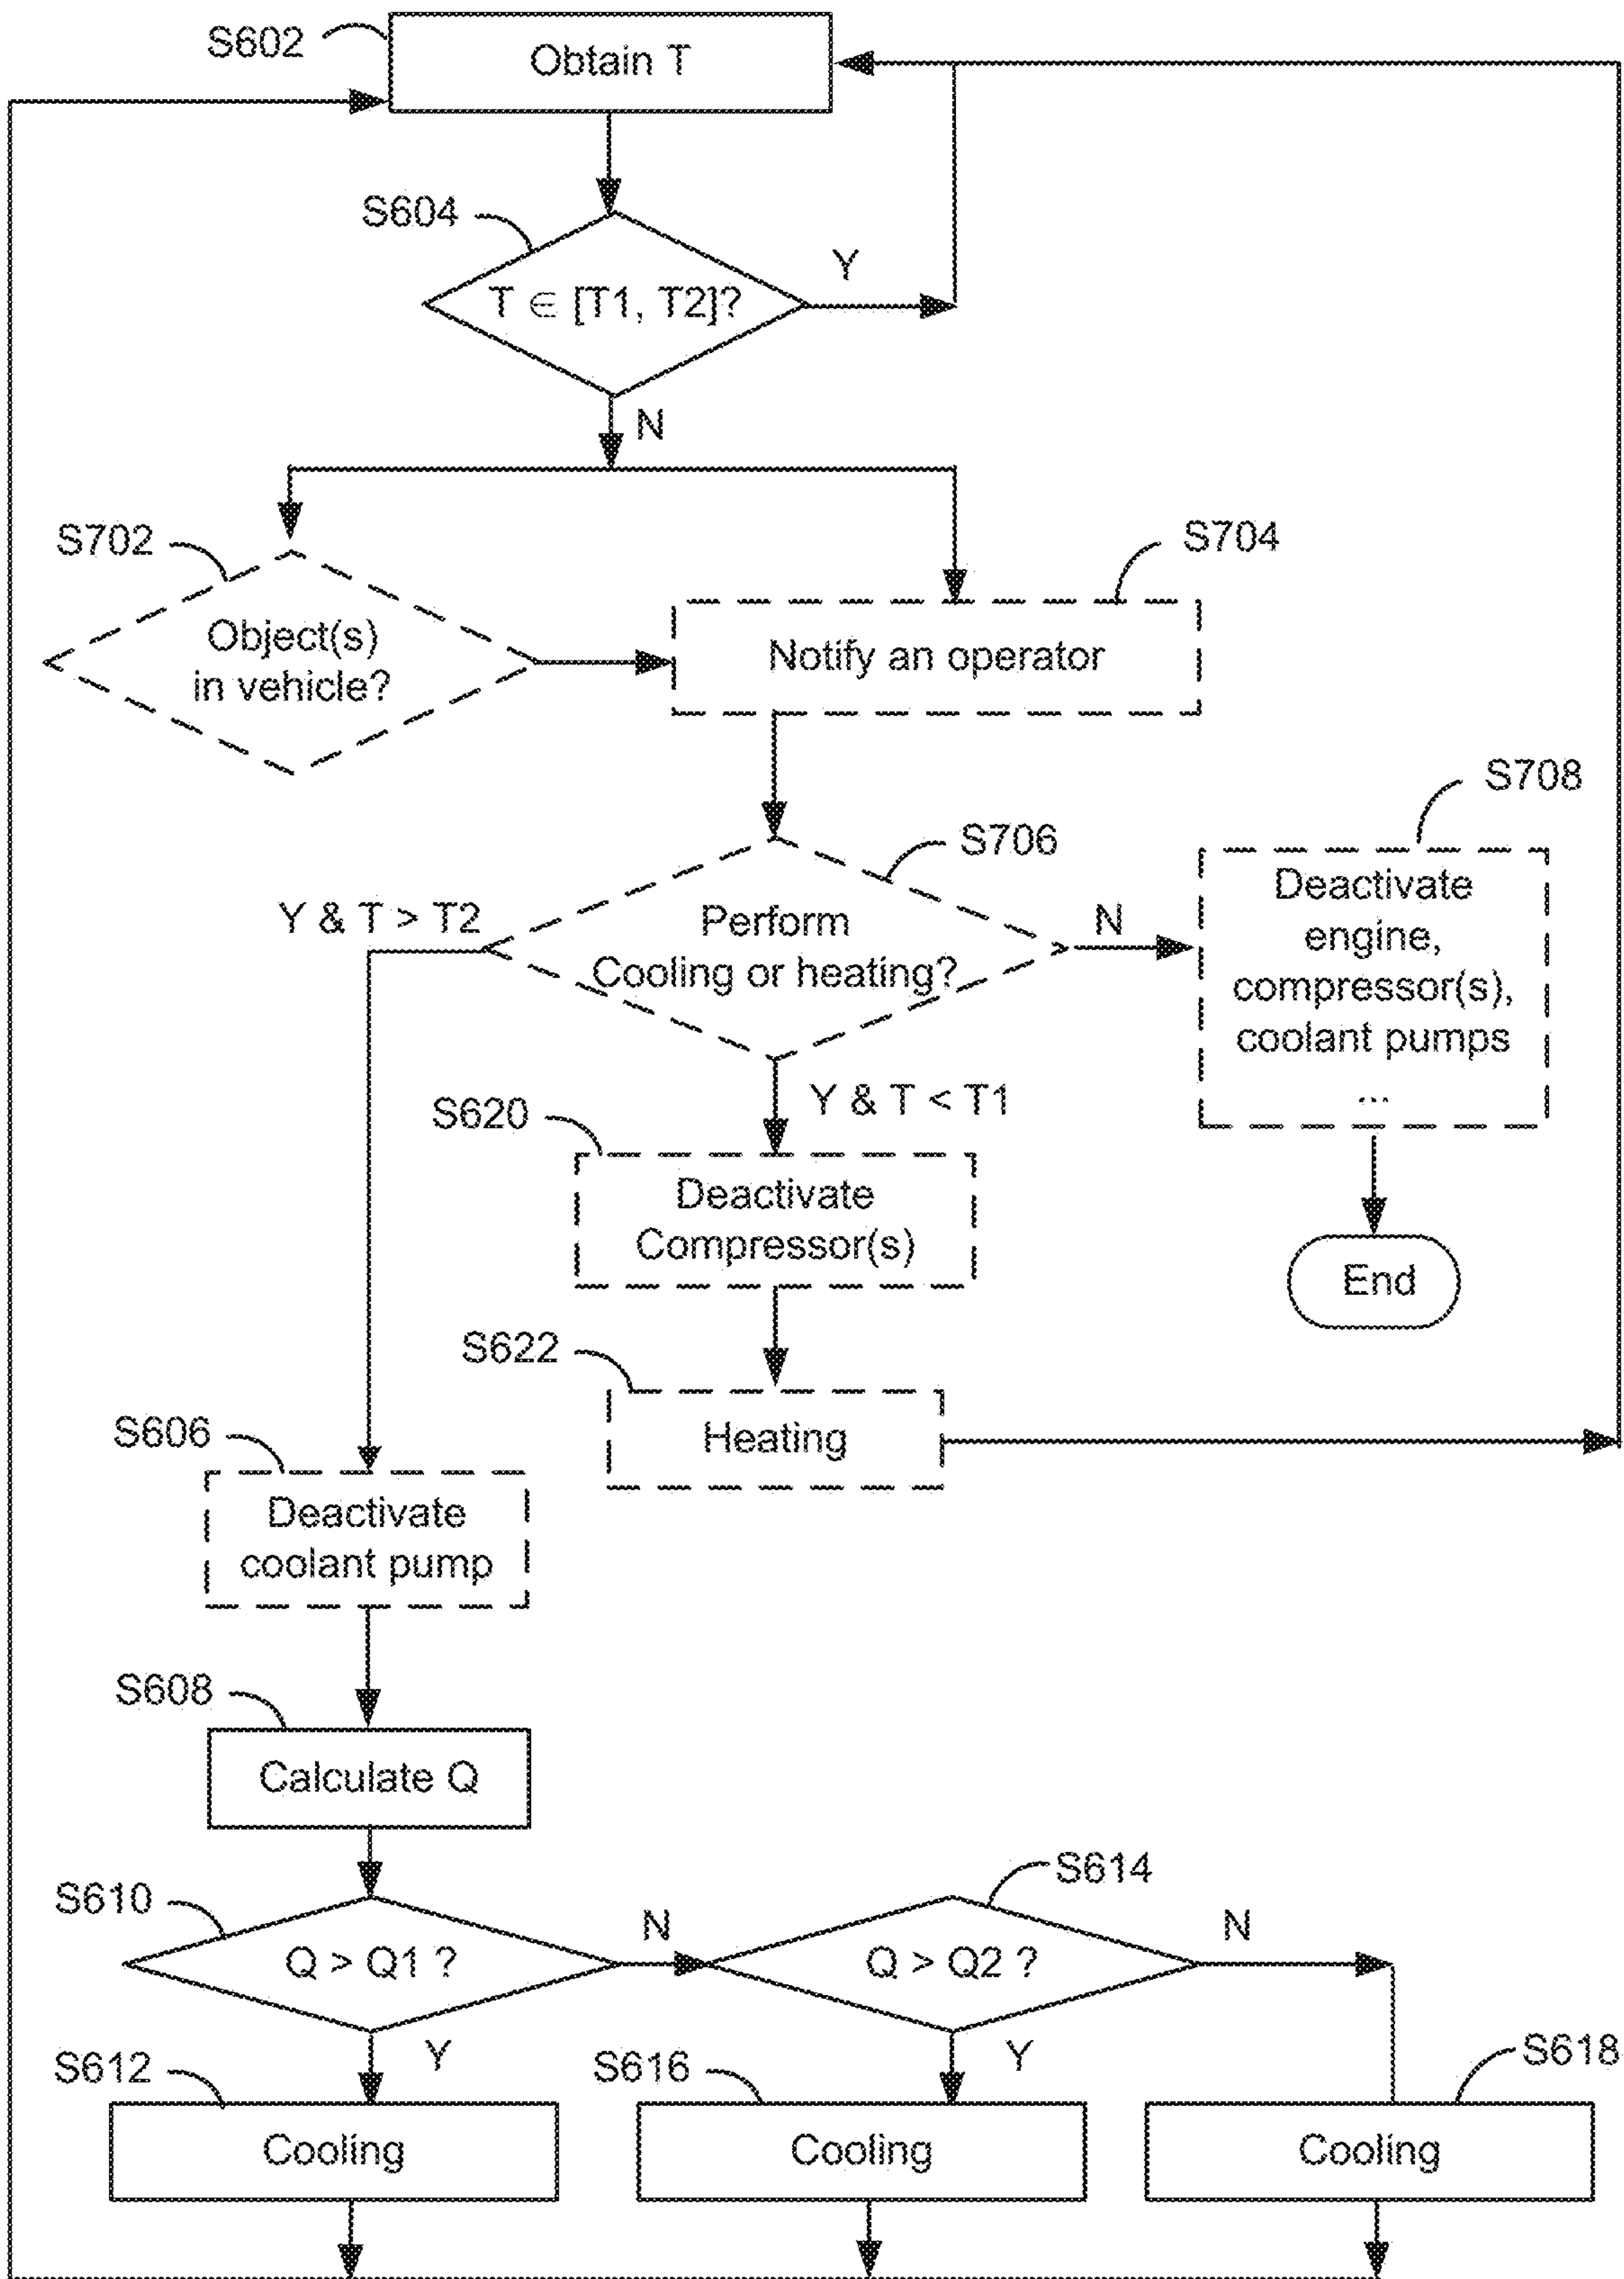 S602
Obtain T
S604
Y
T ∈ [T1, T2]?
N
S702
S704
Object(s)
in vehicle?
Notify an operator
S708
S706
Y & T > T2
Perform
Cooling or heating?
N
Deactivate
engine,
compressor(s),
coolant pumps
...
Y & T < T1
S620
Deactivate
Compressor(s)
End
S622
Heating
S606
Deactivate
coolant pump
S608
Calculate Q
S610
Q > Q1 ?
N
S614
Q > Q2 ?
N
Y
Y
S612
S616
S618
Cooling
Cooling
Cooling